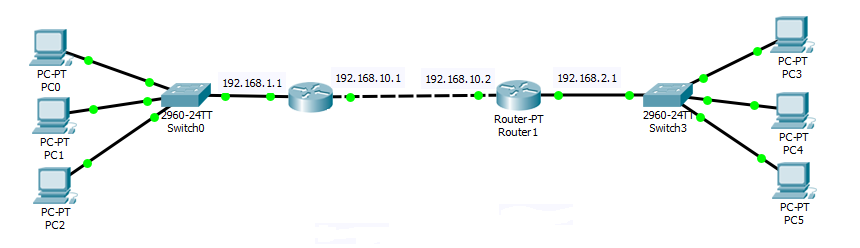 PC-PT
PC0
PC-PT
PC1
PC-PT
PC2
2960-24TT
Switch0
192.168.1.1
192.168.10.1
192.168.10.2
Router-PT
Router1
192.168.2.1
2960-24TT
Switch3
PC-PT
PC3
PC-PT
PC4
PC-PT
PC5